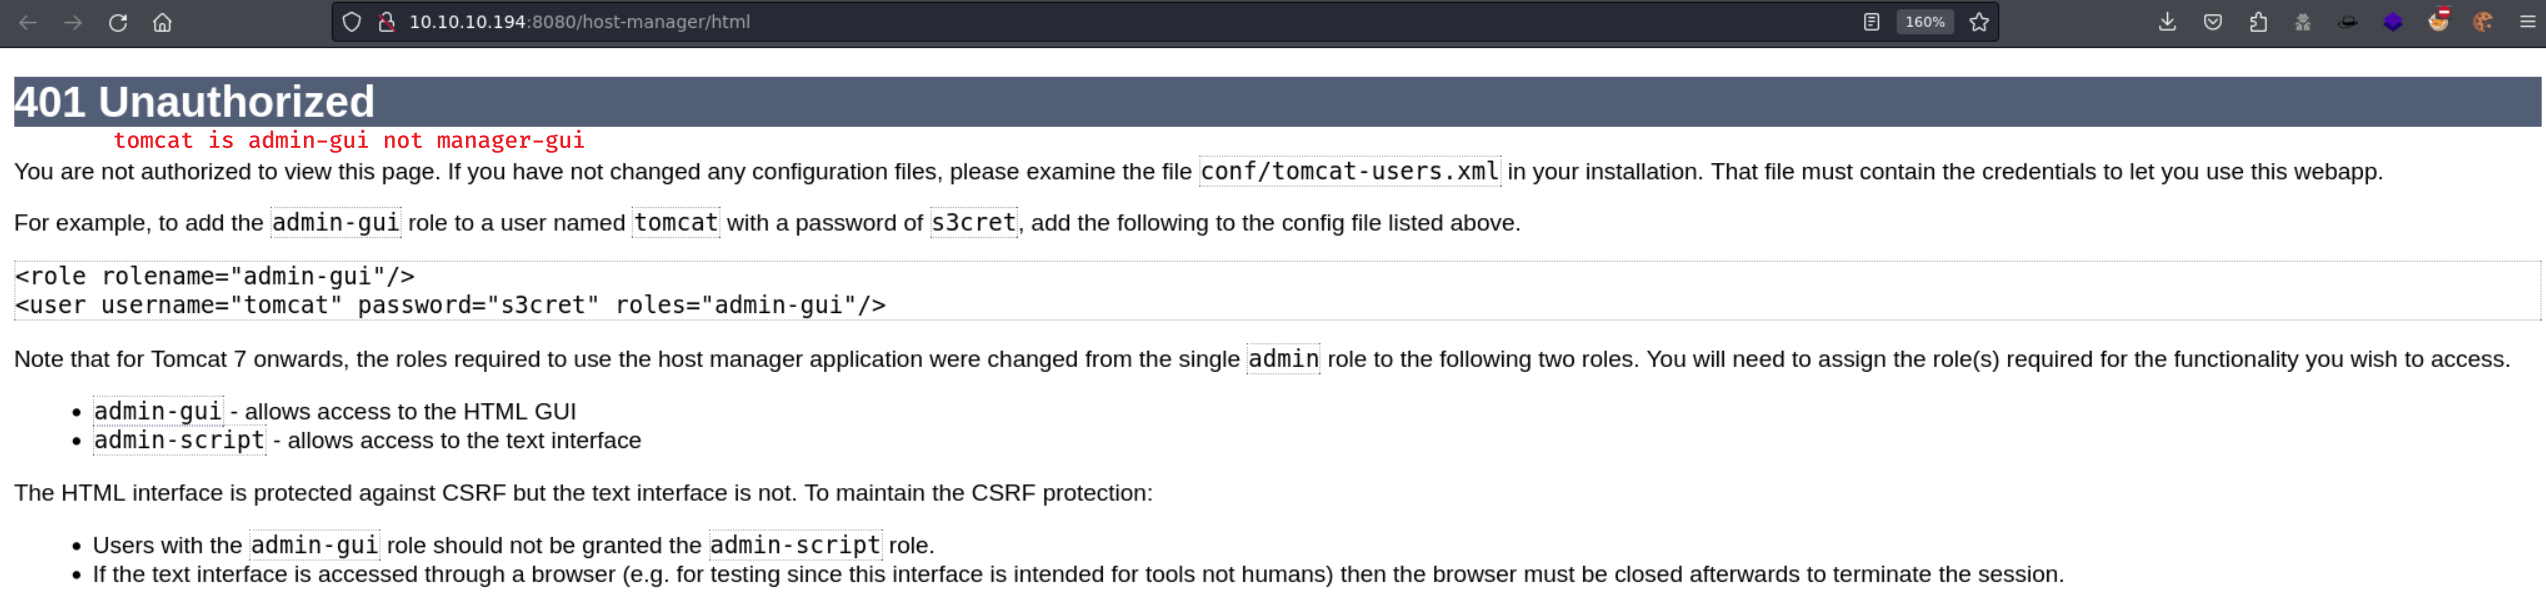 10.10.10.194:8080/host-manager/html 160%
401 Unauthorized
tomcat is admin-gui not manager-gui
You are not authorized to view this page. If you have not changed any configuration files, please examine the file conf/tomcat-users.xml in your installation. That file must contain the credentials to let you use this webapp.
For example, to add the admin-gui role to a user named tomcat with a password of s3cret, add the following to the config file listed above.
<role rolename="admin-gui"/>
<user username="tomcat" password="s3cret" roles="admin-gui"/>
Note that for Tomcat 7 onwards, the roles required to use the host manager application were changed from the single admin role to the following two roles. You will need to assign the role(s) required for the functionality you wish to access.
• admin-gui - allows access to the HTML GUI
• admin-script - allows access to the text interface
The HTML interface is protected against CSRF but the text interface is not. To maintain the CSRF protection:
• Users with the admin-gui role should not be granted the admin-script role.
• If the text interface is accessed through a browser (e.g. for testing since this interface is intended for tools not humans) then the browser must be closed afterwards to terminate the session.